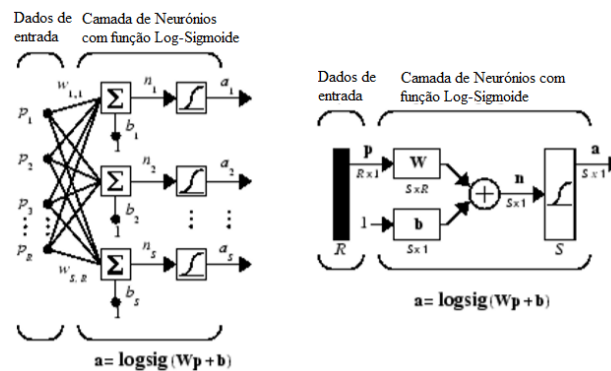 Dados de entrada
Camada de Neurónios com função Log-Sigmoide
w1,1
n1
a1
p1
Σ
b1
1
p2
n2
a2
Σ
b2
1
p3
pR
wS,R
nS
aS
Σ
bS
1
a= logsig (Wp + b)
Dados de entrada
Camada de Neurónios com função Log-Sigmoide
p
R x 1
W
S x R
+
n
S x 1
a
S x 1
1
b
S x 1
R
S
a= logsig (Wp + b)